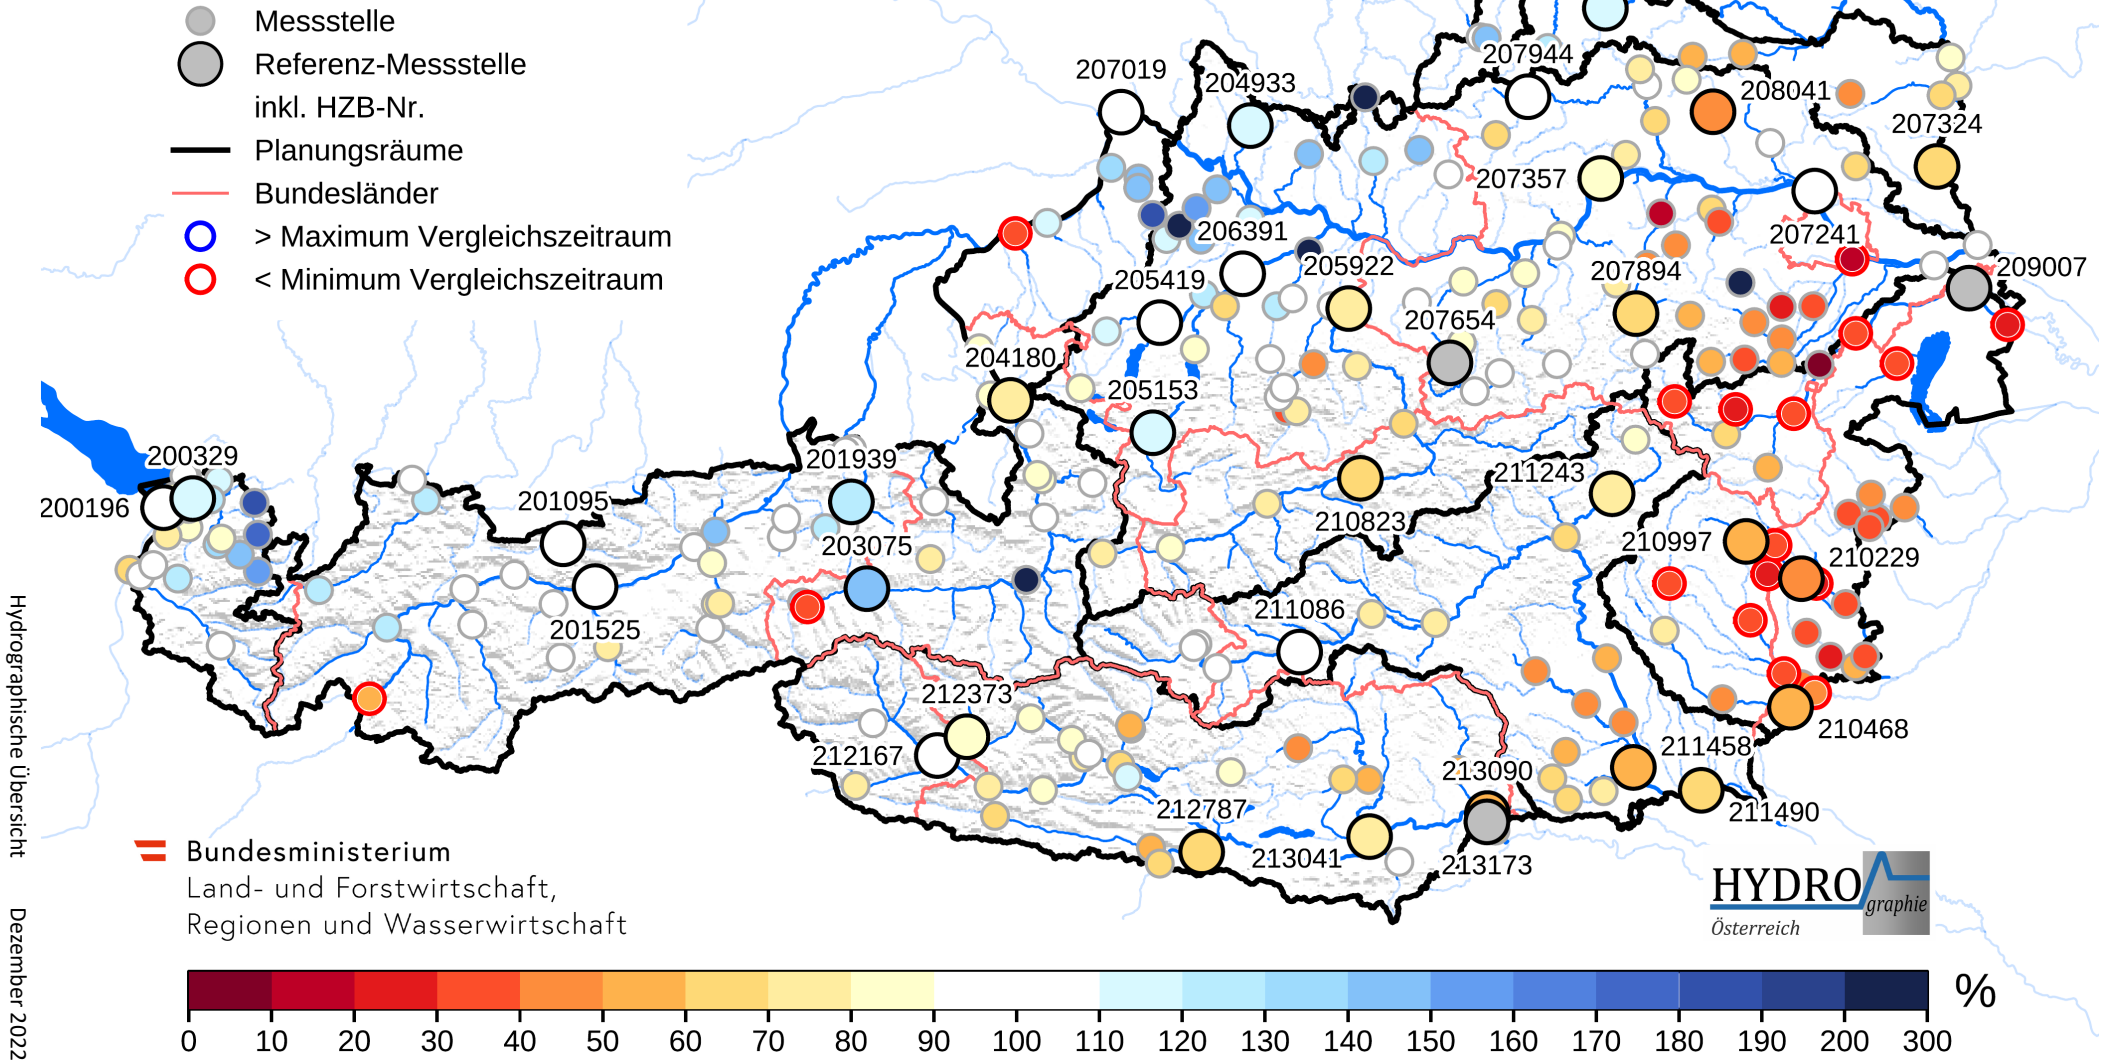 Messstelle
Referenz-Messstelle
inkl. HZB-Nr.
Planungsräume
Bundesländer
> Maximum Vergleichszeitraum
< Minimum Vergleichszeitraum
207944
207019
204933
208041
207324
207357
207241
206391
205922
205419
207894
209007
207654
204180
205153
200329
201939
211243
200196
201095
210823
203075
210997
210229
211086
201525
212373
212167
210468
211458
213090
212787
211490
213041
213173
Bundesministerium
Land- und Forstwirtschaft,
Regionen und Wasserwirtschaft
HYDRO
graphie
Österreich
%
0 10 20 30 40 50 60 70 80 90 100 110 120 130 140 150 160 170 180 190 200 300
Hydrographische Übersicht
Dezember 2022